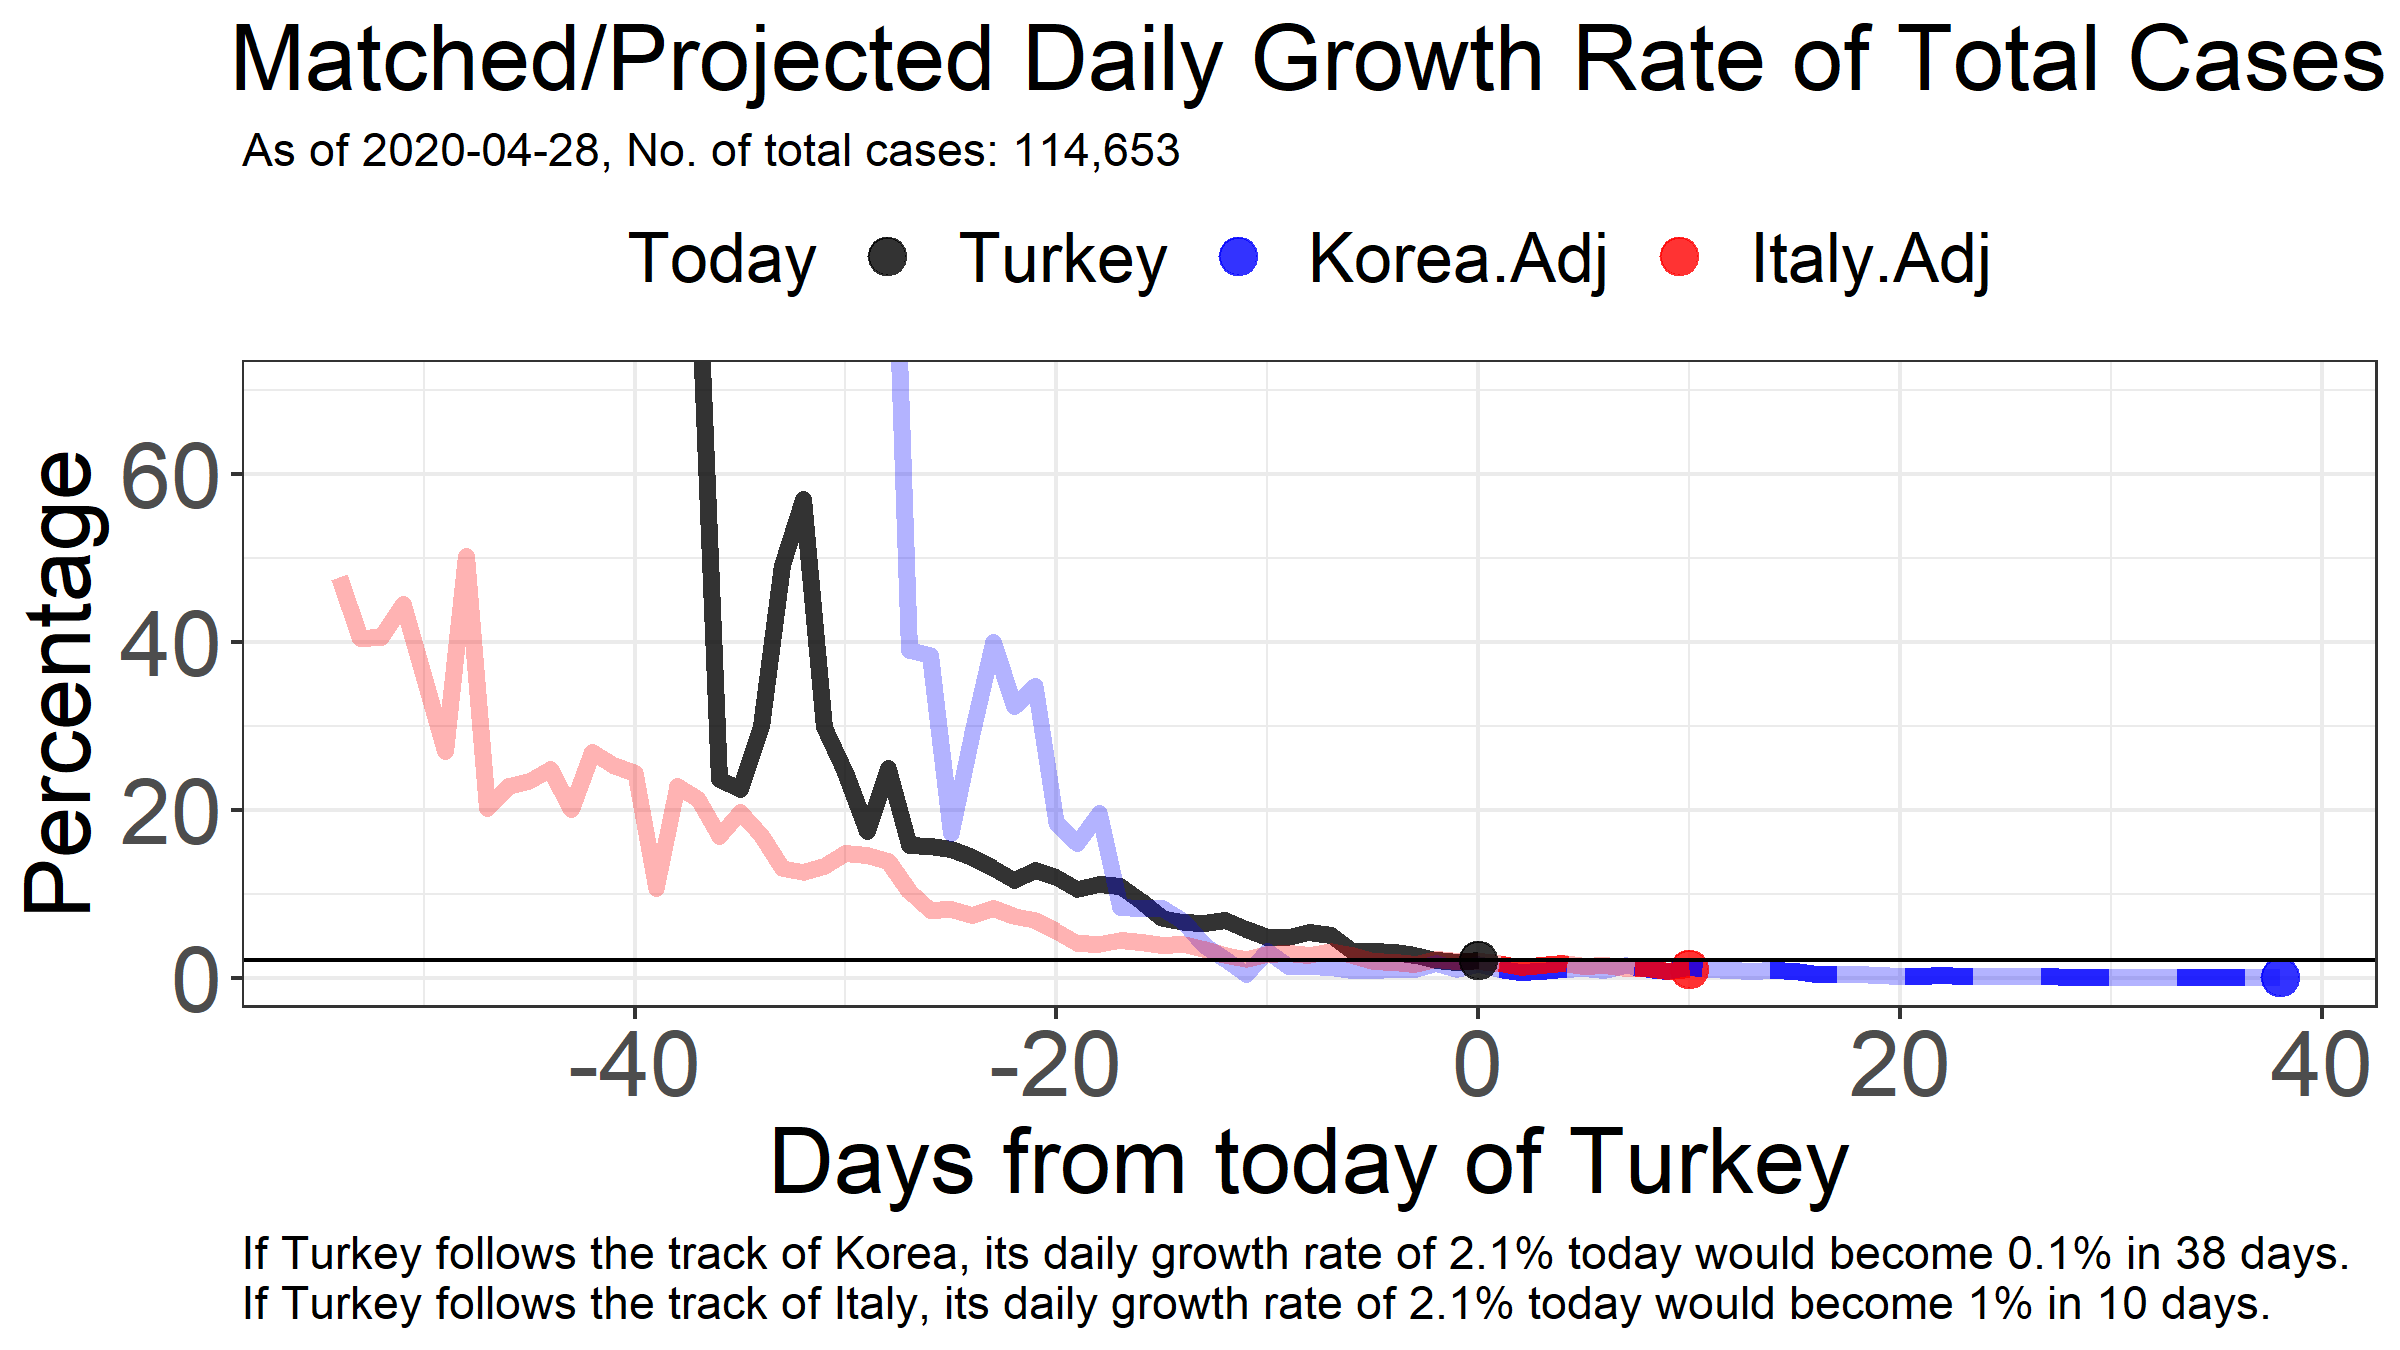 Matched/Projected Daily Growth Rate of Total Cases
As of 2020-04-28, No. of total cases: 114,653
Today Turkey Korea.Adj Italy.Adj
Percentage
60
40
20
0
-40 -20 0 20 40
Days from today of Turkey
If Turkey follows the track of Korea, its daily growth rate of 2.1% today would become 0.1% in 38 days.
If Turkey follows the track of Italy, its daily growth rate of 2.1% today would become 1% in 10 days.